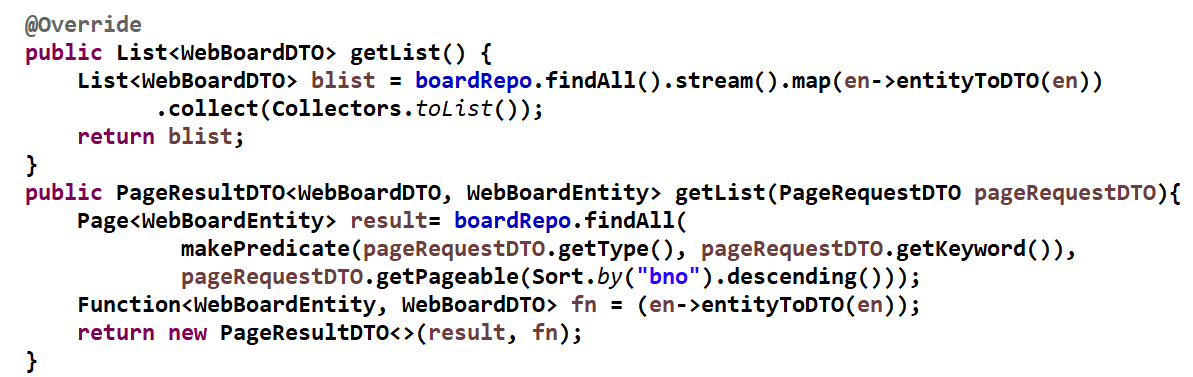 @Override
public List<WebBoardDTO> getList() {
    List<WebBoardDTO> blist = boardRepo.findAll().stream().map(en->entityToDTO(en))
          .collect(Collectors.toList());
    return blist;
}
public PageResultDTO<WebBoardDTO, WebBoardEntity> getList(PageRequestDTO pageRequestDTO){
    Page<WebBoardEntity> result= boardRepo.findAll(
            makePredicate(pageRequestDTO.getType(), pageRequestDTO.getKeyword()),
            pageRequestDTO.getPageable(Sort.by("bno").descending()));
    Function<WebBoardEntity, WebBoardDTO> fn = (en->entityToDTO(en));
    return new PageResultDTO<>(result, fn);
}